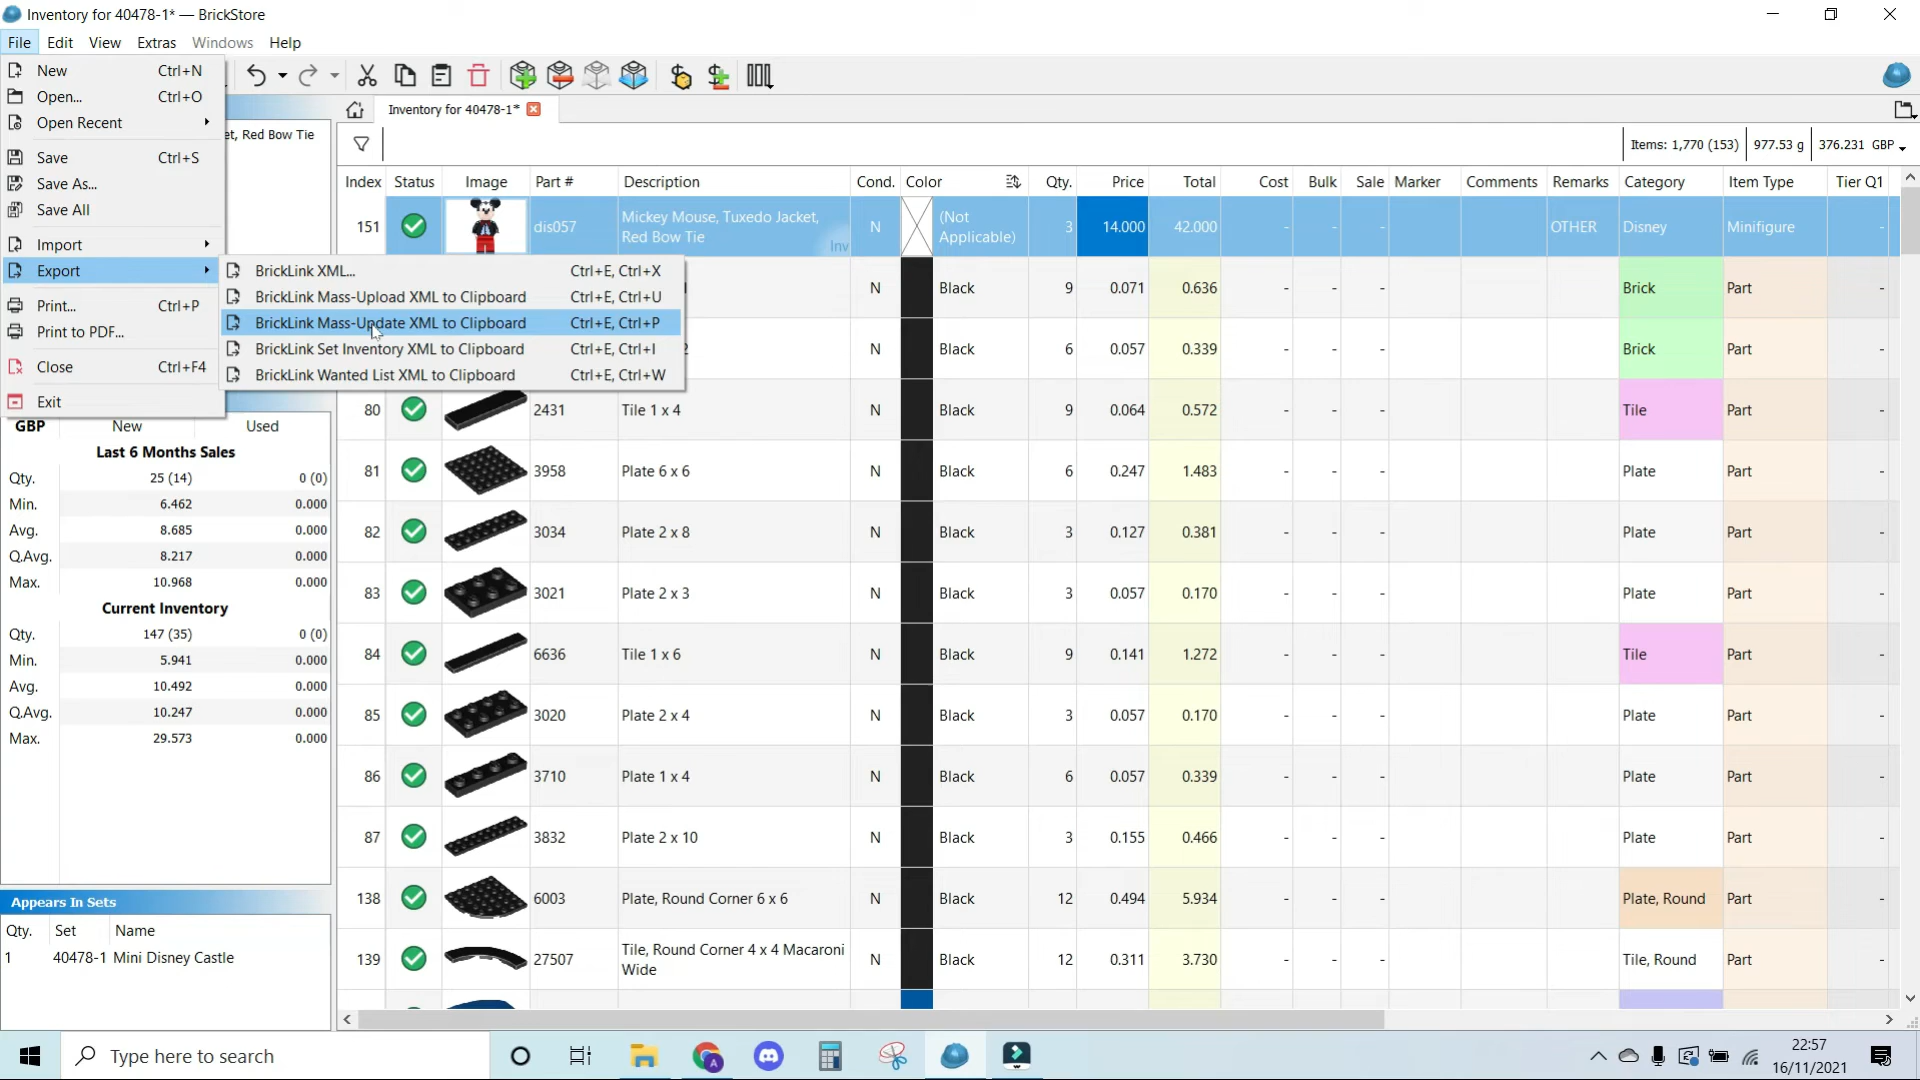 Inventory for 40478-1* — BrickStore
File Edit View Extras Windows Help
New Ctrl+N
Open... Ctrl+O
Open Recent
Save Ctrl+S
Save As...
Save All
Import
Export
Print... Ctrl+P
Print to PDF...
Close Ctrl+F4
Exit
BrickLink XML... Ctrl+E, Ctrl+X
BrickLink Mass-Upload XML to Clipboard Ctrl+E, Ctrl+U
BrickLink Mass-Update XML to Clipboard Ctrl+E, Ctrl+P
BrickLink Set Inventory XML to Clipboard Ctrl+E, Ctrl+I
BrickLink Wanted List XML to Clipboard Ctrl+E, Ctrl+W
Red Bow Tie
GBP New Used
Last 6 Months Sales
Qty. 25 (14) 0 (0)
Min. 6.462 0.000
Avg. 8.685 0.000
Q.Avg. 8.217 0.000
Max. 10.968 0.000
Current Inventory
Qty. 147 (35) 0 (0)
Min. 5.941 0.000
Avg. 10.492 0.000
Q.Avg. 10.247 0.000
Max. 29.573 0.000
Appears In Sets
Qty. Set Name
1 40478-1 Mini Disney Castle
Inventory for 40478-1*
Items: 1,770 (153) 977.53 g 376.231 GBP
Index Status Image Part # Description Cond. Color Qty. Price Total Cost Bulk Sale Marker Comments Remarks Category Item Type Tier Q1
151 dis057 Mickey Mouse, Tuxedo Jacket, Red Bow Tie N (Not Applicable) 3 14.000 42.000 - - - OTHER Disney Minifigure -
N Black 9 0.071 0.636 - - - Brick Part -
N Black 6 0.057 0.339 - - - Brick Part -
80 2431 Tile 1 x 4 N Black 9 0.064 0.572 - - - Tile Part -
81 3958 Plate 6 x 6 N Black 6 0.247 1.483 - - - Plate Part -
82 3034 Plate 2 x 8 N Black 3 0.127 0.381 - - - Plate Part -
83 3021 Plate 2 x 3 N Black 3 0.057 0.170 - - - Plate Part -
84 6636 Tile 1 x 6 N Black 9 0.141 1.272 - - - Tile Part -
85 3020 Plate 2 x 4 N Black 3 0.057 0.170 - - - Plate Part -
86 3710 Plate 1 x 4 N Black 6 0.057 0.339 - - - Plate Part -
87 3832 Plate 2 x 10 N Black 3 0.155 0.466 - - - Plate Part -
138 6003 Plate, Round Corner 6 x 6 N Black 12 0.494 5.934 - - - Plate, Round Part -
139 27507 Tile, Round Corner 4 x 4 Macaroni Wide N Black 12 0.311 3.730 - - - Tile, Round Part -
Type here to search
22:57
16/11/2021